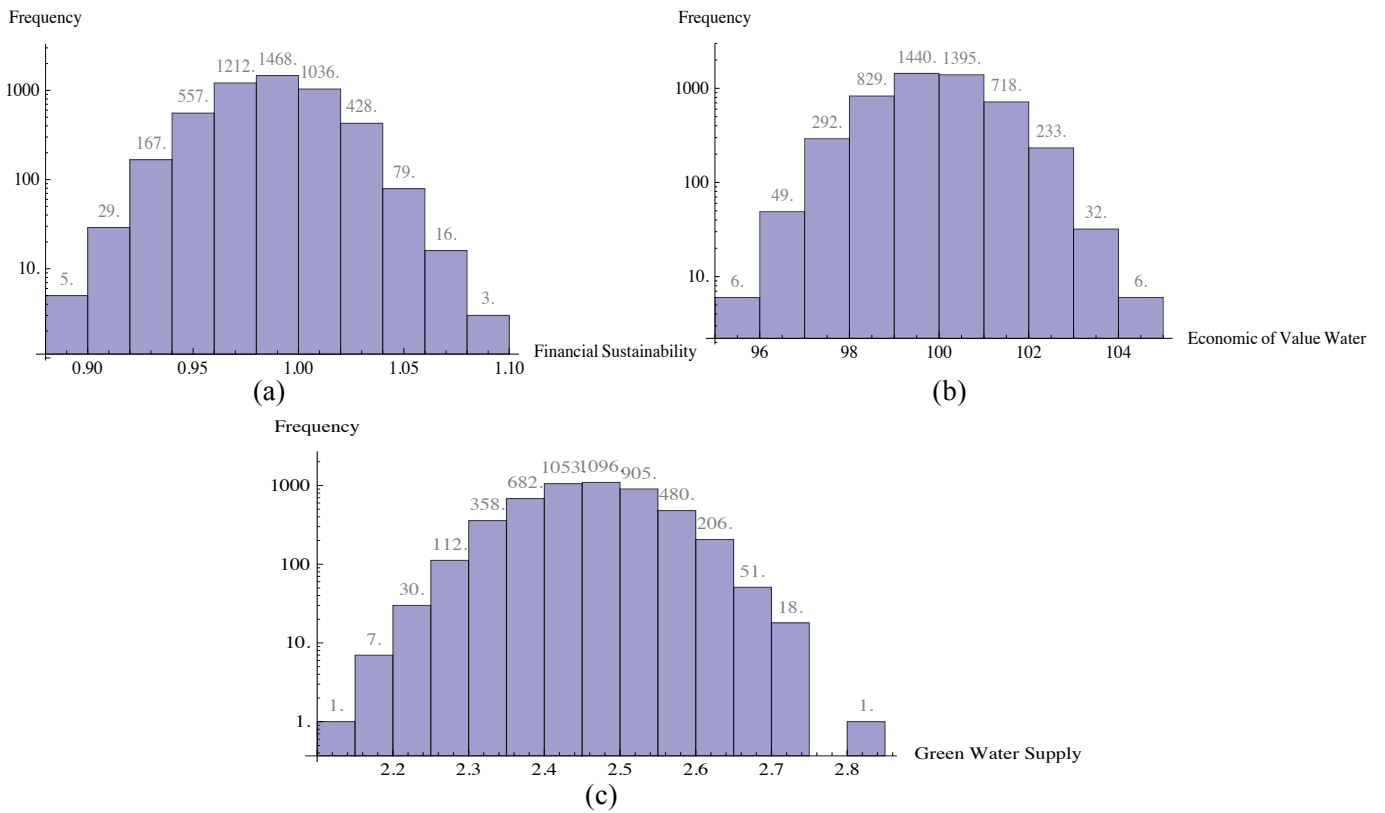 Frequency
1212. 1468. 1036.
1000
557.
428.
167.
100
79.
29.
16.
10.
5.
3.
0.90 0.95 1.00 1.05 1.10
Financial Sustainability
(a)
Frequency
1440. 1395.
1000
829.
718.
292.
233.
100
49.
32.
10.
6.
6.
96 98 100 102 104
Economic of Value Water
(b)
Frequency
1053. 1096. 905.
1000
682.
480.
358.
206.
112.
100
51.
30.
18.
10.
7.
1.
1.
1.
2.2 2.3 2.4 2.5 2.6 2.7 2.8
Green Water Supply
(c)